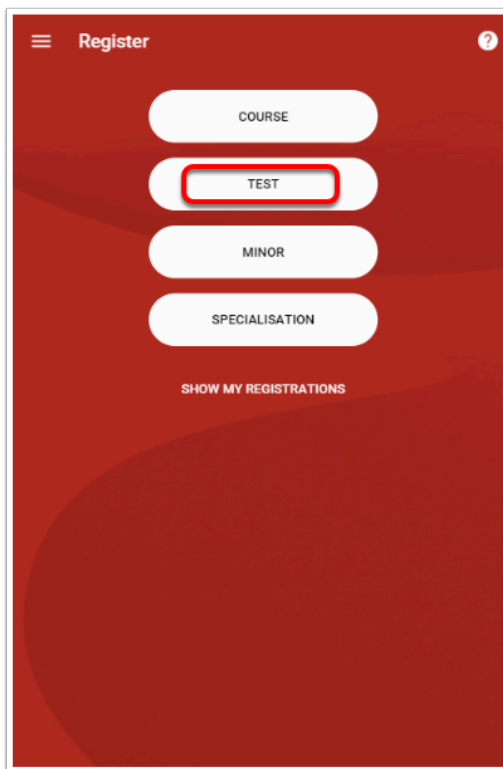 Register
?
COURSE
TEST
MINOR
SPECIALISATION
SHOW MY REGISTRATIONS